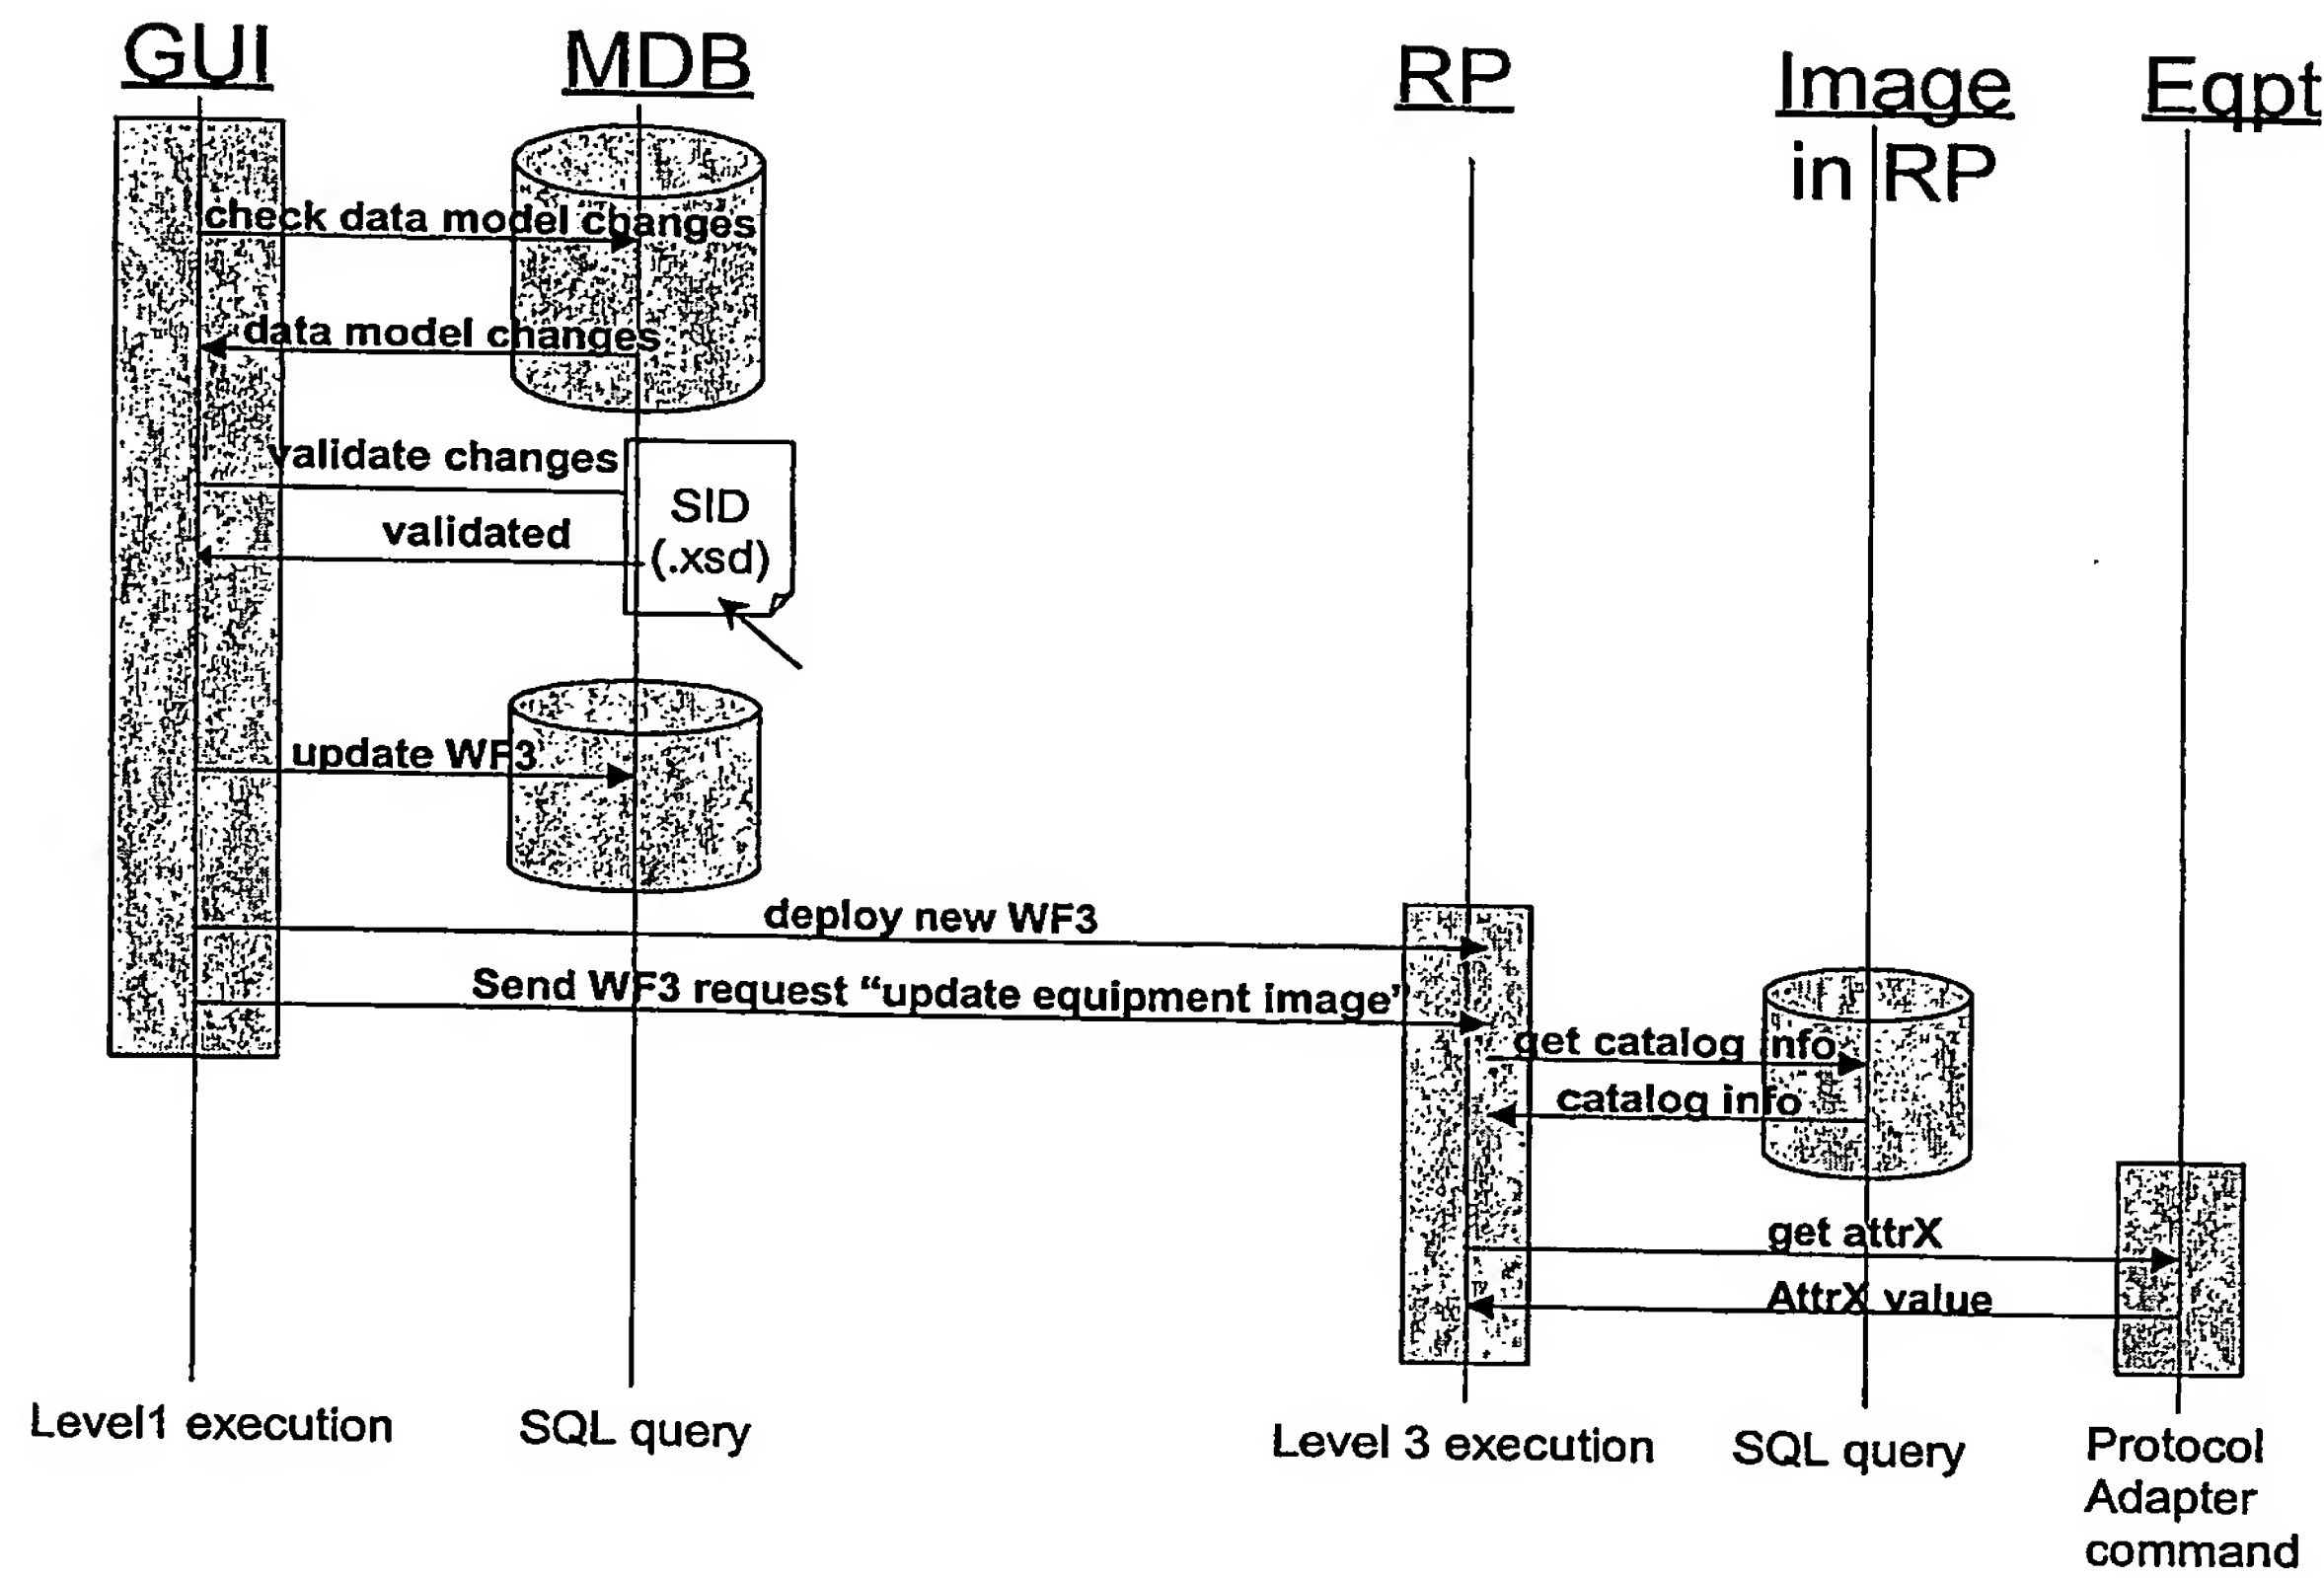 GUI
MDB
RP
Image
in RP
Eqpt
check data model changes
data model changes
validate changes
SID
(.xsd)
validated
update WF3
deploy new WF3
Send WF3 request “update equipment image”
get catalog info
catalog info
get attrX
AttrX value
Level1 execution
SQL query
Level 3 execution
SQL query
Protocol
Adapter
command